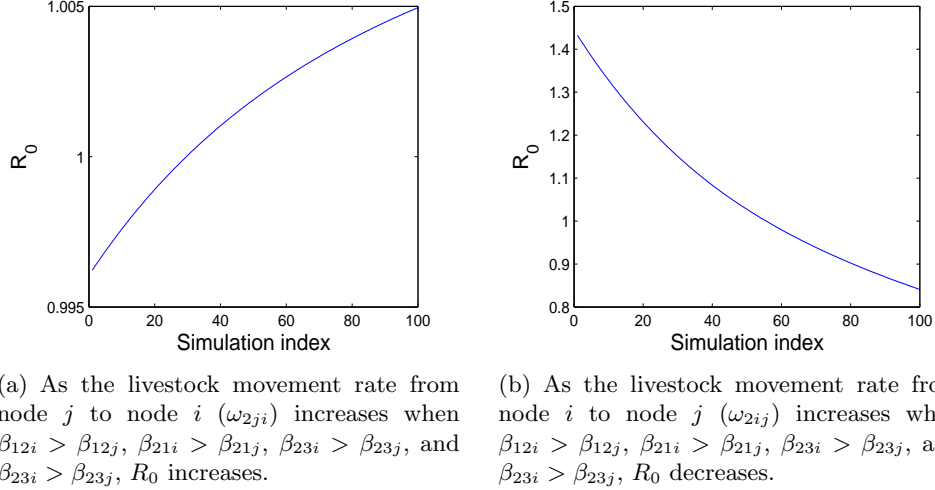 1.005
1
0.995
R0
0 20 40 60 80 100
Simulation index
(a) As the livestock movement rate from
node j to node i (ω2ji) increases when
β12i > β12j, β21i > β21j, β23i > β23j, and
β23i > β23j, R0 increases.
1.5
1.4
1.3
1.2
1.1
1
0.9
0.8
R0
0 20 40 60 80 100
Simulation index
(b) As the livestock movement rate fro
node i to node j (ω2ij) increases wh
β12i > β12j, β21i > β21j, β23i > β23j, a
β23i > β23j, R0 decreases.